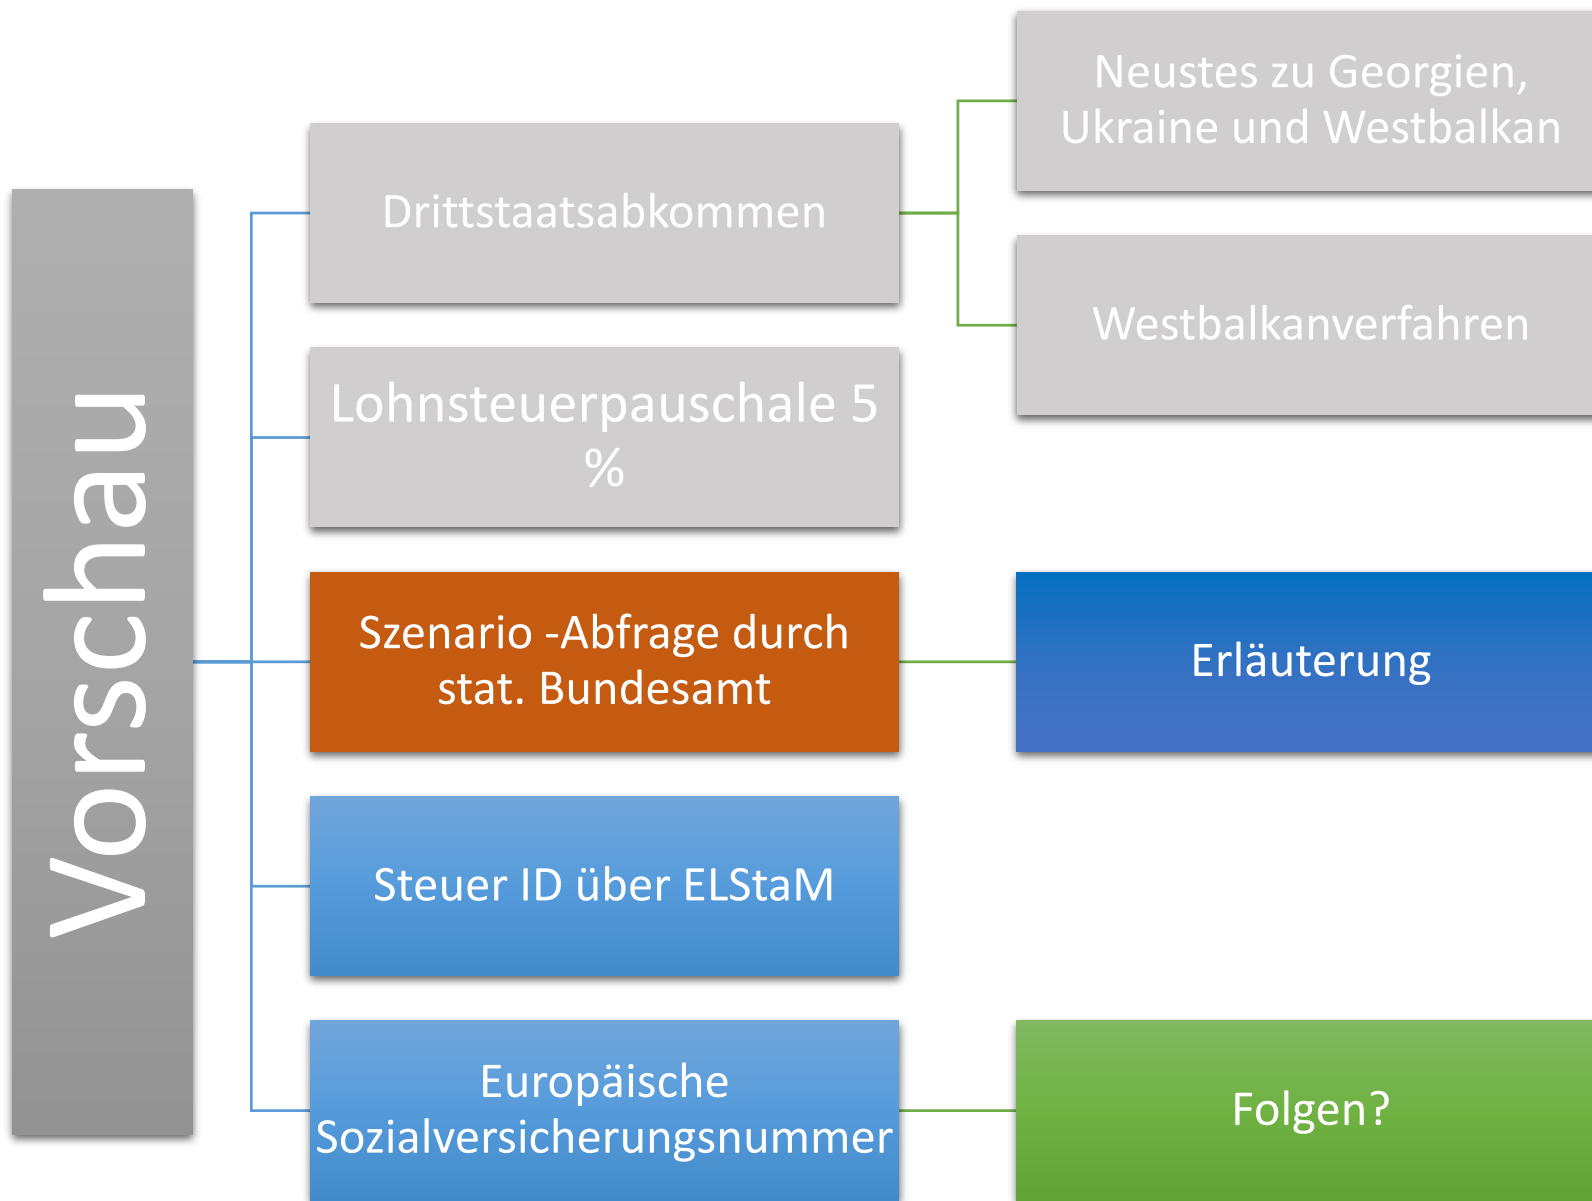 Vorschau
Drittstaatsabkommen
Neustes zu Georgien,
Ukraine und Westbalkan
Westbalkanverfahren
Lohnsteuerpauschale 5
%
Szenario -Abfrage durch
stat. Bundesamt
Erläuterung
Steuer ID über ELStaM
Europäische
Sozialversicherungsnummer
Folgen?